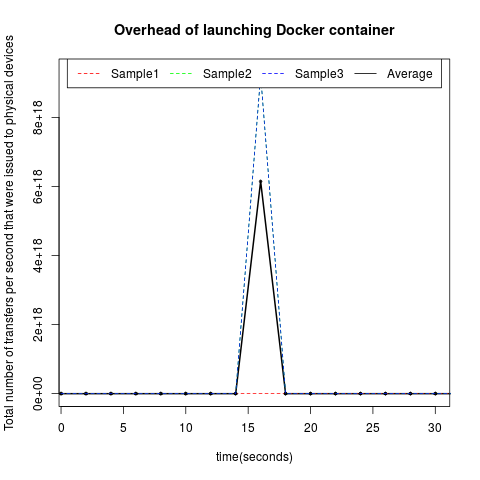 Overhead of launching Docker container
Total number of transfers per second that were issued to physical devices
Sample1 Sample2 Sample3 Average
8e+18
6e+18
4e+18
2e+18
0e+00
0 5 10 15 20 25 30
time(seconds)